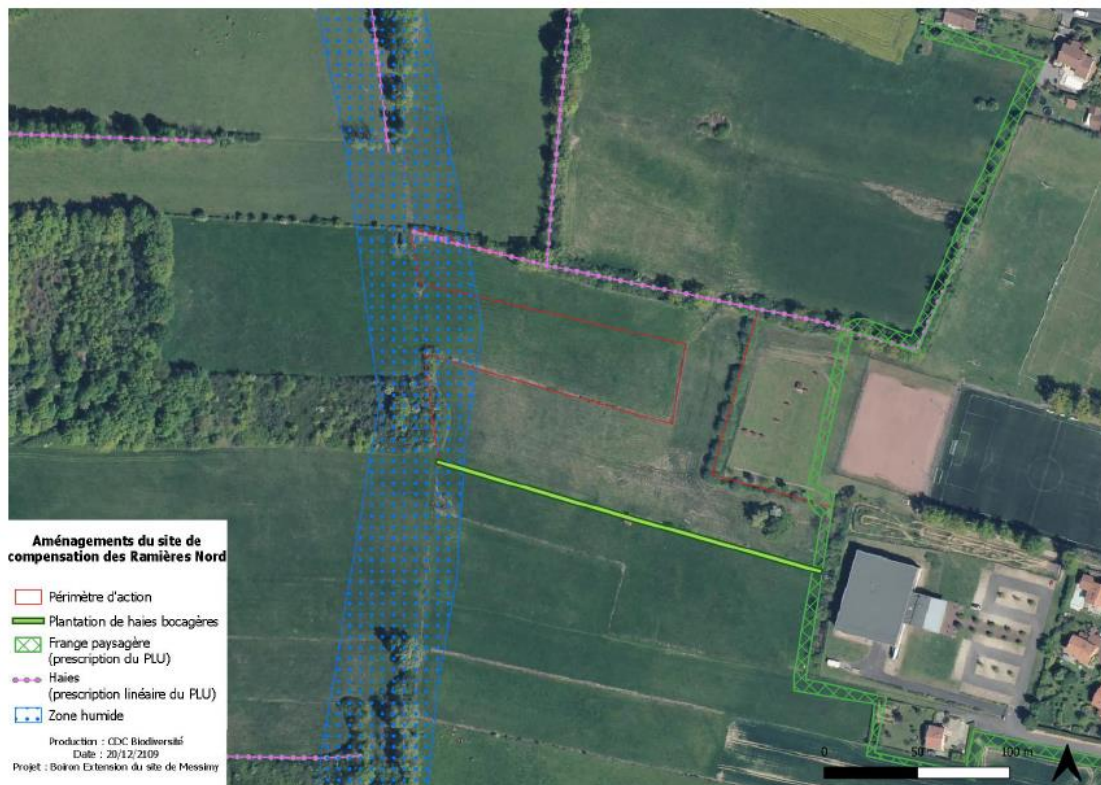 Aménagements du site de
compensation des Ramières Nord
Périmètre d'action
Plantation de haies bocagères
Frange paysagère
(prescription du PLU)
Haies
(prescription linéaire du PLU)
Zone humide
Production : CDC Biodiversité
Date : 20/12/2109
Projet : Boiron Extension du site de Messimy
0 50 m 100 m